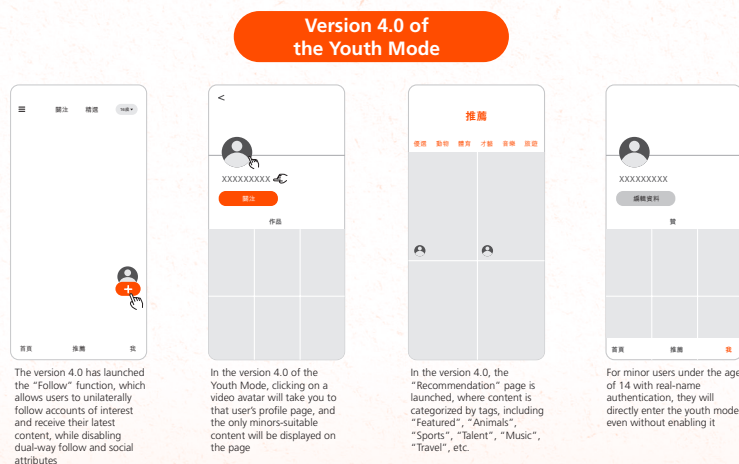 Version 4.0 of
the Youth Mode
關注 精選
首頁 推薦 我
The version 4.0 has launched
the “Follow” function, which
allows users to unilaterally
follow accounts of interest
and receive their latest
content, while disabling
dual-way follow and social
attributes
<
XXXXXXXXX
關注
作品
In the version 4.0 of the
Youth Mode, clicking on a
video avatar will take you to
that user’s profile page, and
the only minors-suitable
content will be displayed on
the page
推薦
優選 動物 體育 才藝 音樂 旅遊
In the version 4.0, the
“Recommendation” page is
launched, where content is
categorized by tags, including
“Featured”, “Animals”,
“Sports”, “Talent”, “Music”,
“Travel”, etc.
XXXXXXXXX
編輯資料
贊
首頁 推薦 我
For minor users under the age
of 14 with real-name
authentication, they will
directly enter the youth mode
even without enabling it